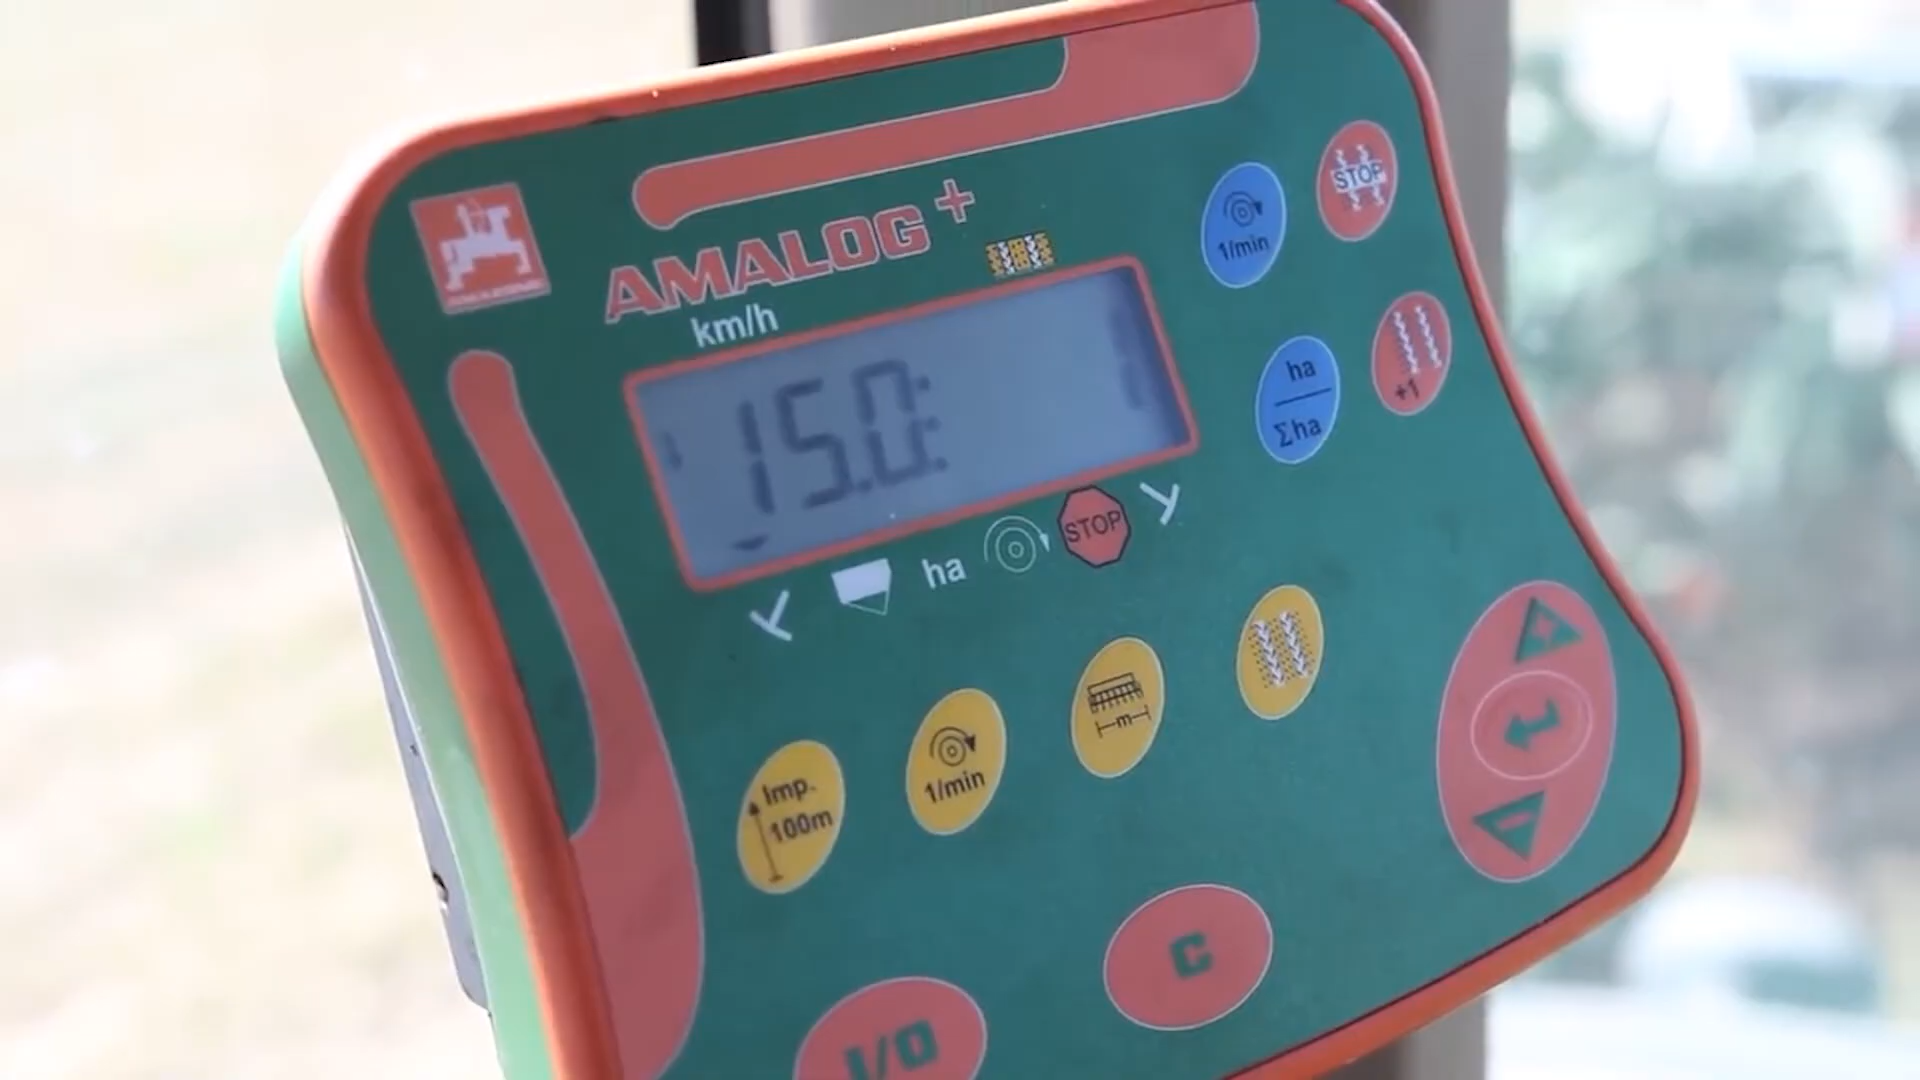 AMALOG+
km/h
15.0:
ha
STOP
1/min
STOP
ha
Σha
+1
Imp.
100m
1/min
m
C
I/O